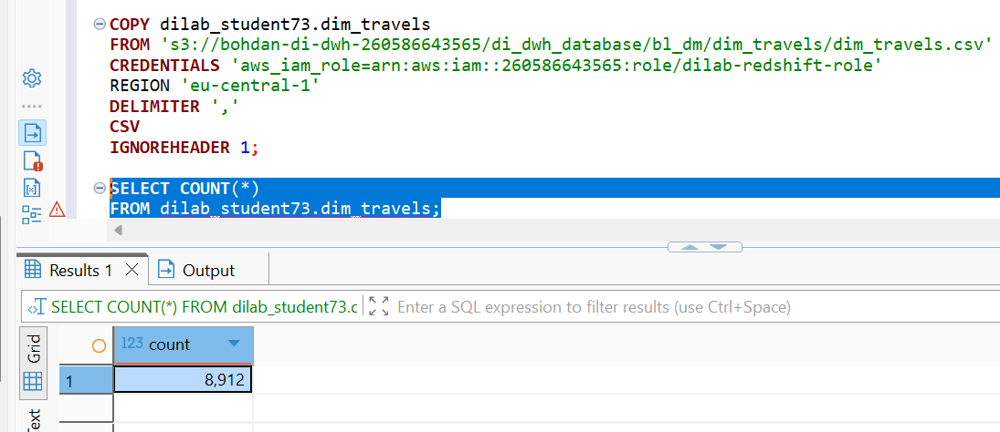 COPY dilab_student73.dim_travels
FROM 's3://bohdan-di-dwh-260586643565/di_dwh_database/bl_dm/dim_travels/dim_travels.csv'
CREDENTIALS 'aws_iam_role=arn:aws:iam::260586643565:role/dilab-redshift-role'
REGION 'eu-central-1'
DELIMITER ','
CSV
IGNOREHEADER 1;
SELECT COUNT(*)
FROM dilab_student73.dim_travels;
Results 1
Output
SELECT COUNT(*) FROM dilab_student73.c
Enter a SQL expression to filter results (use Ctrl+Space)
Grid
123 count
1 8,912
Text